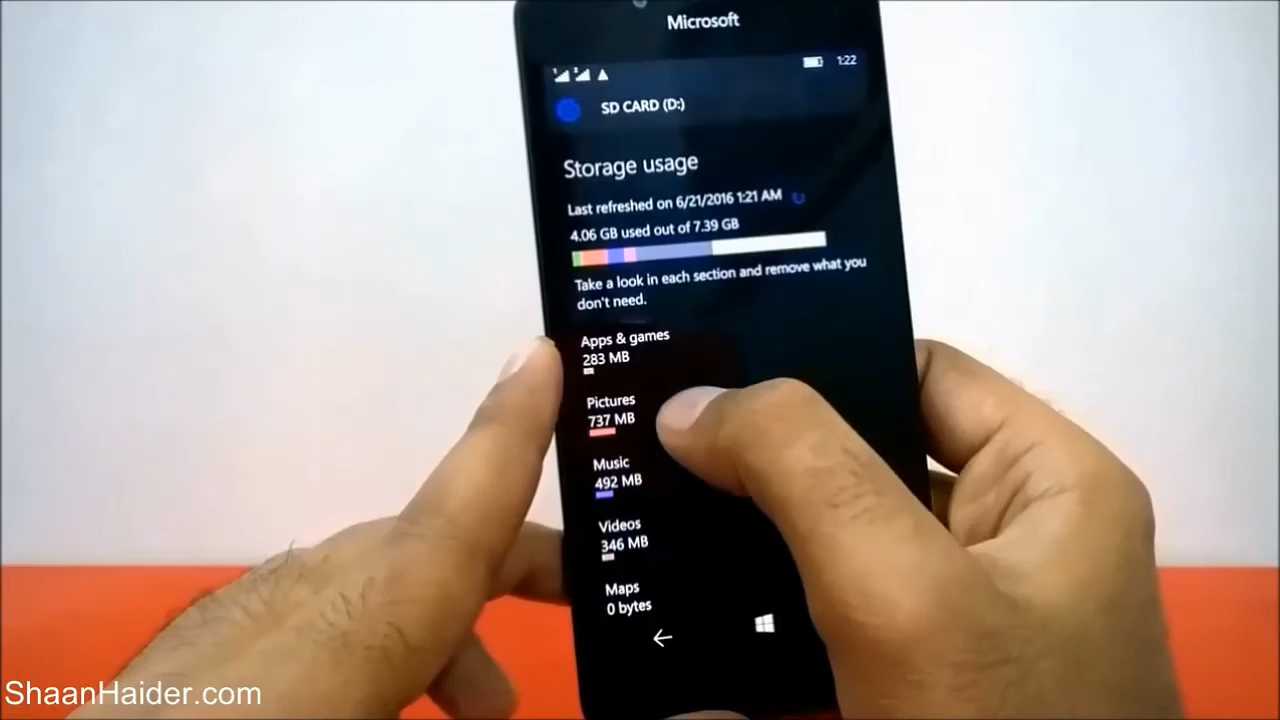 Microsoft
1 2 1:22
SD CARD (D:)
Storage usage
Last refreshed on 6/21/2016 1:21 AM
4.06 GB used out of 7.39 GB
Take a look in each section and remove what you
don't need.
Apps & games
283 MB
Pictures
737 MB
Music
492 MB
Videos
346 MB
Maps
0 bytes
ShaanHaider.com